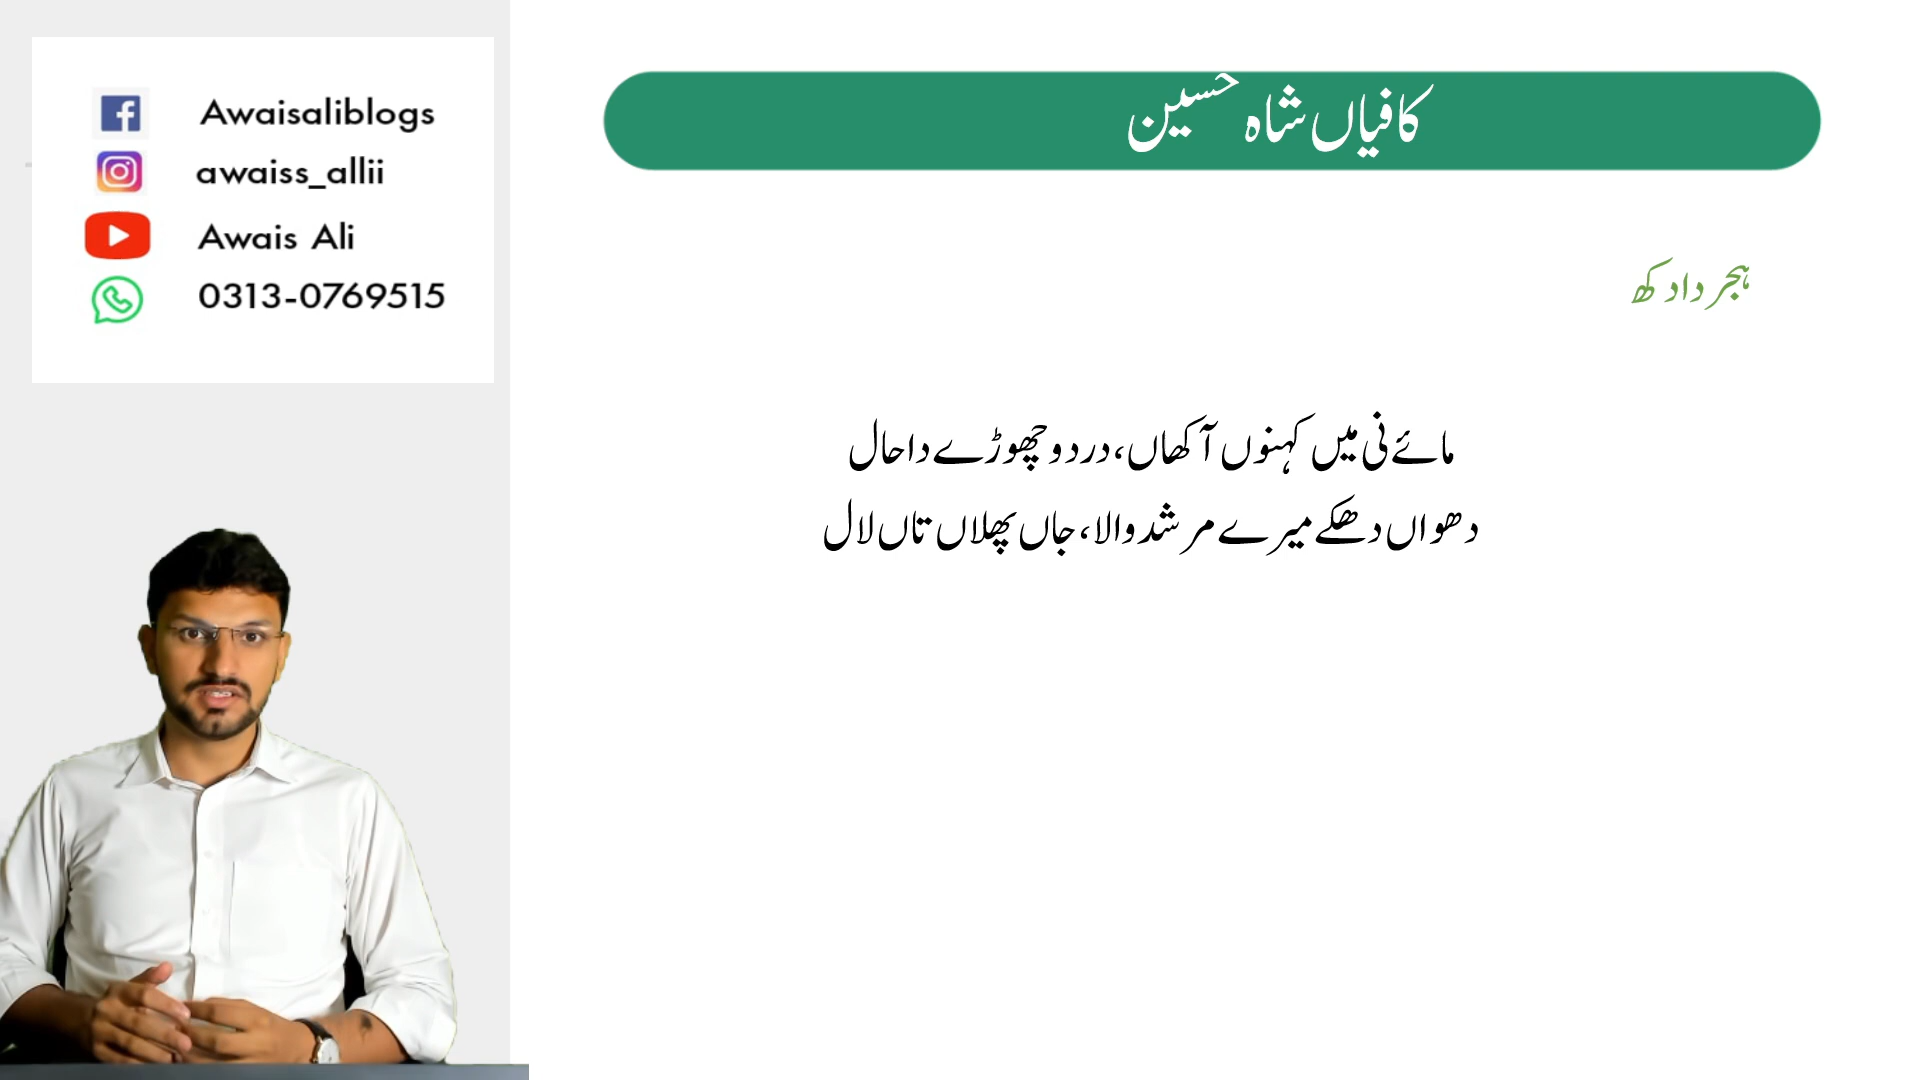 Awaisaliblogs
awaiss_allii
Awais Ali
0313-0769515
کافیاں شاہ حسین
ہجر دا دکھ
مائے نی میں کہنوں آکھاں، درد وچھوڑے دا حال
دھواں دھکے میرے مرشد والا، جاں پھلاں تاں لال